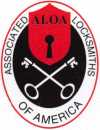 ALOA
ASSOCIATED LOCKSMITHS
OF AMERICA